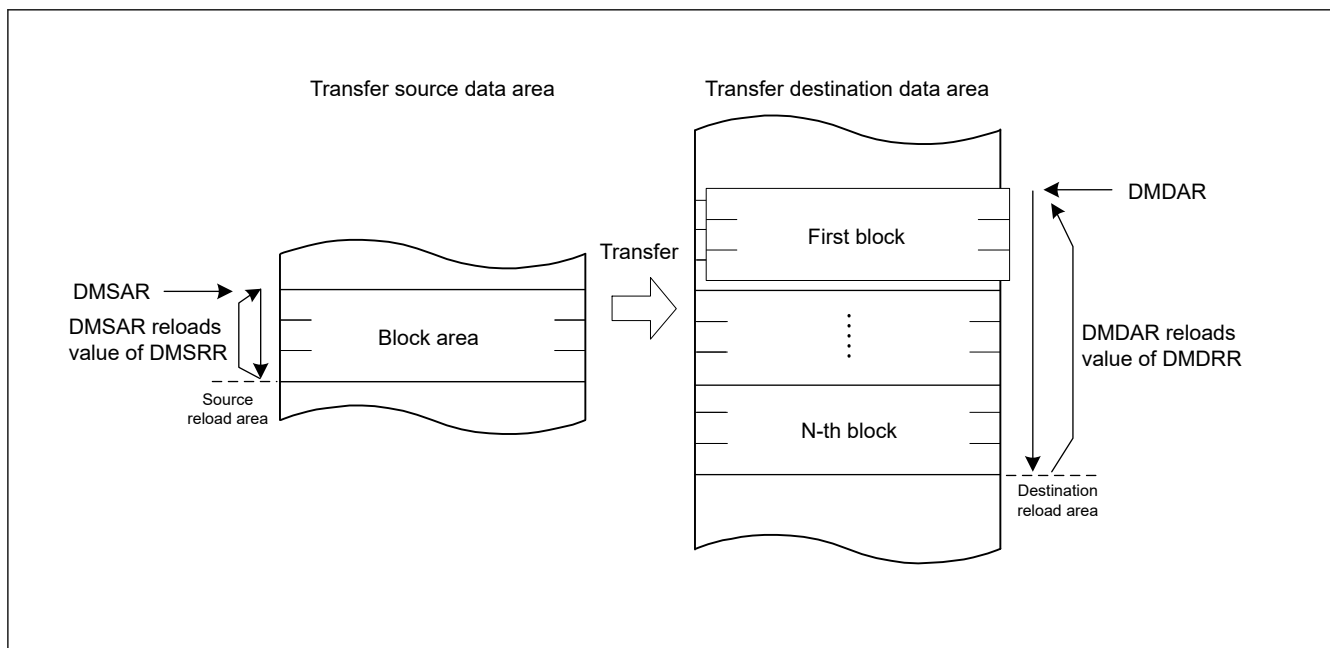 Transfer source data area
Transfer destination data area
DMSAR
DMSAR reloads
value of DMSRR
Source
reload area
Block area
Transfer
First block
N-th block
DMDAR
DMDAR reloads
value of DMDRR
Destination
reload area